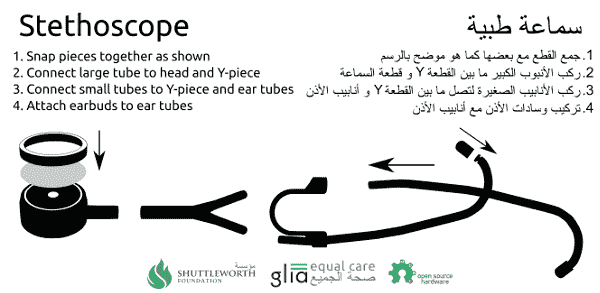 Stethoscope
1. Snap pieces together as shown
2. Connect large tube to head and Y-piece
3. Connect small tubes to Y-piece and ear tubes
4. Attach earbuds to ear tubes
سماعة طبية
1. جمع القطع مع بعضها كما هو موضح بالرسم
2. ركب الأنبوب الكبير ما بين القطعة Y و قطعة السماعة
3. ركب الأنابيب الصغيرة لتصل ما بين القطعة Y و أنابيب الأذن
4. تركيب وسادات الأذن مع أنابيب الأذن
مؤسسة
SHUTTLEWORTH
FOUNDATION
glia
equal care
صحة الجميع
open source
hardware